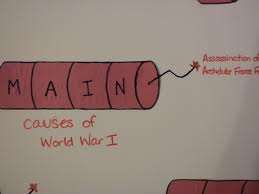 Assassination of
Archduke Franz F
M A I N
causes of
World War I